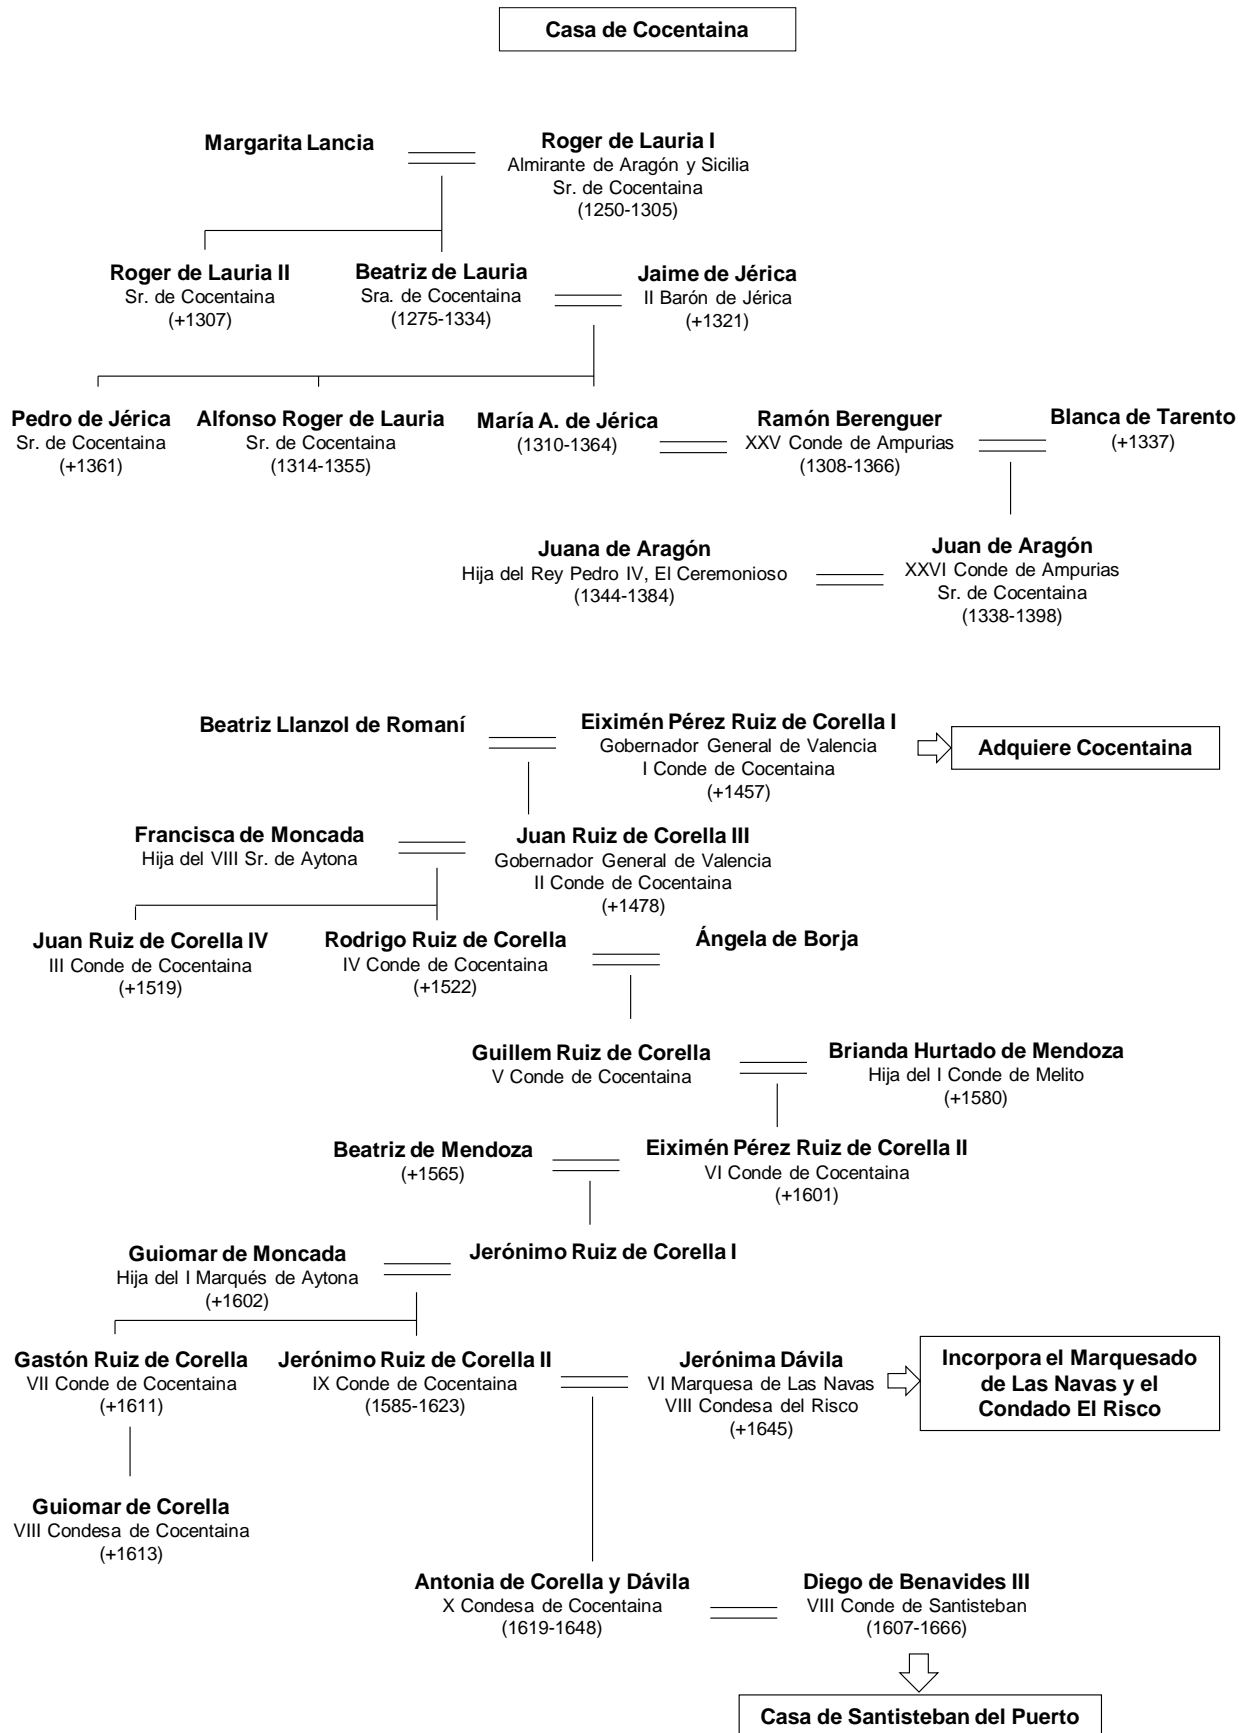 Casa de Cocentaina
Margarita Lancia
Roger de Lauria I
Almirante de Aragón y Sicilia
Sr. de Cocentaina
(1250-1305)
Roger de Lauria II
Sr. de Cocentaina
(+1307)
Beatriz de Lauria
Sra. de Cocentaina
(1275-1334)
Jaime de Jérica
II Barón de Jérica
(+1321)
Pedro de Jérica
Sr. de Cocentaina
(+1361)
Alfonso Roger de Lauria
Sr. de Cocentaina
(1314-1355)
María A. de Jérica
(1310-1364)
Ramón Berenguer
XXV Conde de Ampurias
(1308-1366)
Blanca de Tarento
(+1337)
Juana de Aragón
Hija del Rey Pedro IV, El Ceremonioso
(1344-1384)
Juan de Aragón
XXVI Conde de Ampurias
Sr. de Cocentaina
(1338-1398)
Beatriz Llanzol de Romaní
Eiximén Pérez Ruiz de Corella I
Gobernador General de Valencia
I Conde de Cocentaina
(+1457)
Adquiere Cocentaina
Francisca de Moncada
Hija del VIII Sr. de Aytona
Juan Ruiz de Corella III
Gobernador General de Valencia
II Conde de Cocentaina
(+1478)
Juan Ruiz de Corella IV
III Conde de Cocentaina
(+1519)
Rodrigo Ruiz de Corella
IV Conde de Cocentaina
(+1522)
Ángela de Borja
Guillem Ruiz de Corella
V Conde de Cocentaina
Brianda Hurtado de Mendoza
Hija del I Conde de Melito
(+1580)
Beatriz de Mendoza
(+1565)
Eiximén Pérez Ruiz de Corella II
VI Conde de Cocentaina
(+1601)
Guiomar de Moncada
Hija del I Marqués de Aytona
(+1602)
Jerónimo Ruiz de Corella I
Gastón Ruiz de Corella
VII Conde de Cocentaina
(+1611)
Jerónimo Ruiz de Corella II
IX Conde de Cocentaina
(1585-1623)
Jerónima Dávila
VI Marquesa de Las Navas
VIII Condesa del Risco
(+1645)
Incorpora el Marquesado
de Las Navas y el
Condado El Risco
Guiomar de Corella
VIII Condesa de Cocentaina
(+1613)
Antonia de Corella y Dávila
X Condesa de Cocentaina
(1619-1648)
Diego de Benavides III
VIII Conde de Santisteban
(1607-1666)
Casa de Santisteban del Puerto